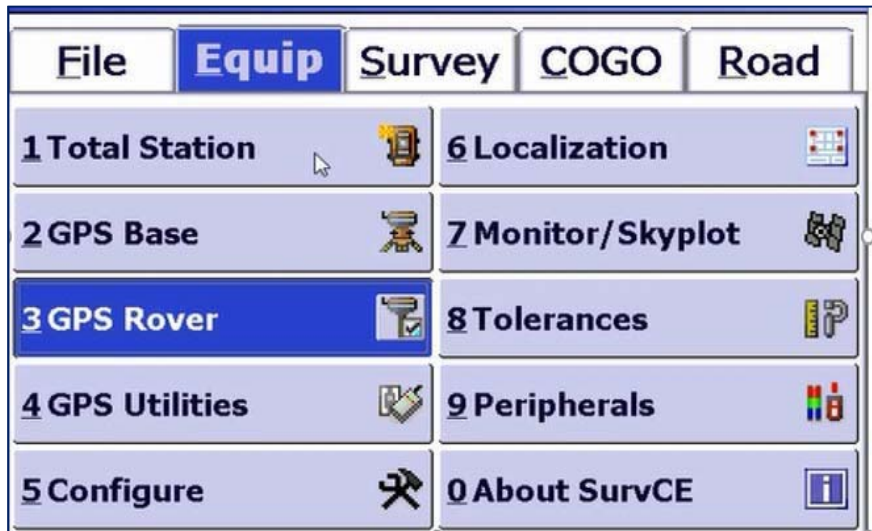 File Equip Survey COGO Road
1 Total Station
6 Localization
2 GPS Base
7 Monitor/Skyplot
3 GPS Rover
8 Tolerances
4 GPS Utilities
9 Peripherals
5 Configure
0 About SurvCE